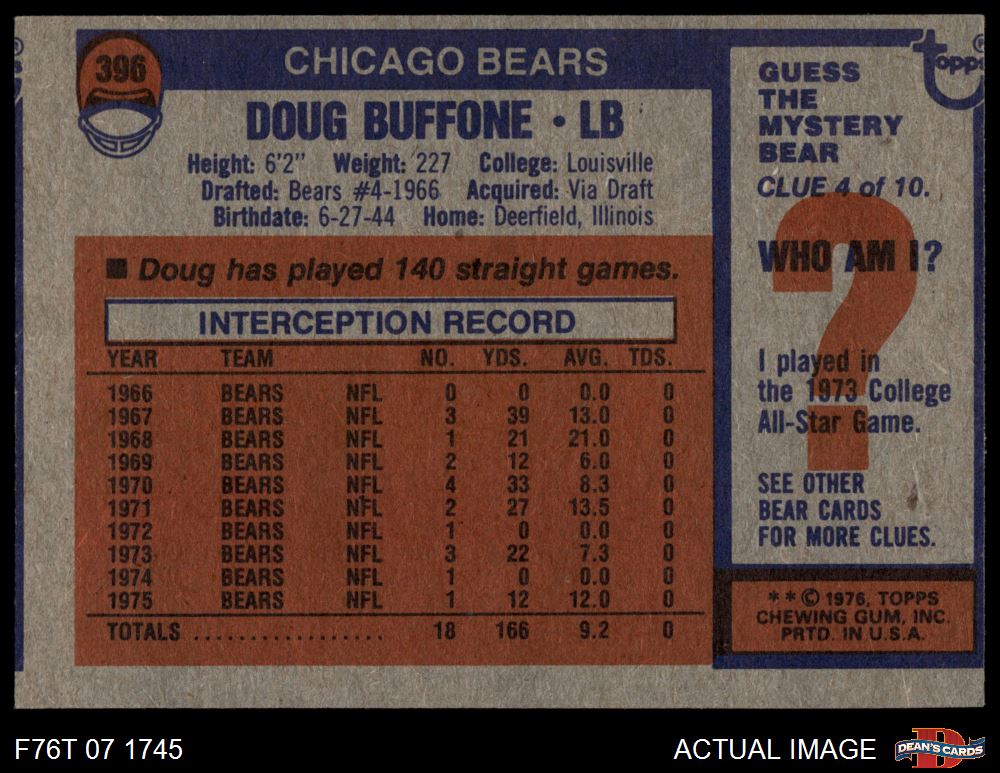 396
CHICAGO BEARS
DOUG BUFFONE • LB
Height: 6'2" Weight: 227 College: Louisville
Drafted: Bears #4-1966 Acquired: Via Draft
Birthdate: 6-27-44 Home: Deerfield, Illinois
■ Doug has played 140 straight games.
INTERCEPTION RECORD
YEAR TEAM NO. YDS. AVG. TDS.
1966 BEARS NFL 0 0 0.0 0
1967 BEARS NFL 3 39 13.0 0
1968 BEARS NFL 1 21 21.0 0
1969 BEARS NFL 2 12 6.0 0
1970 BEARS NFL 4 33 8.3 0
1971 BEARS NFL 2 27 13.5 0
1972 BEARS NFL 1 0 0.0 0
1973 BEARS NFL 3 22 7.3 0
1974 BEARS NFL 1 0 0.0 0
1975 BEARS NFL 1 12 12.0 0
TOTALS .................. 18 166 9.2 0
topps
GUESS
THE
MYSTERY
BEAR
CLUE 4 of 10.
WHO AM I?
?
I played in
the 1973 College
All-Star Game.
SEE OTHER
BEAR CARDS
FOR MORE CLUES.
* * © 1976, TOPPS
CHEWING GUM, INC.
PRTD. IN U.S.A.
F76T 07 1745
ACTUAL IMAGE
D
DEAN'S CARDS